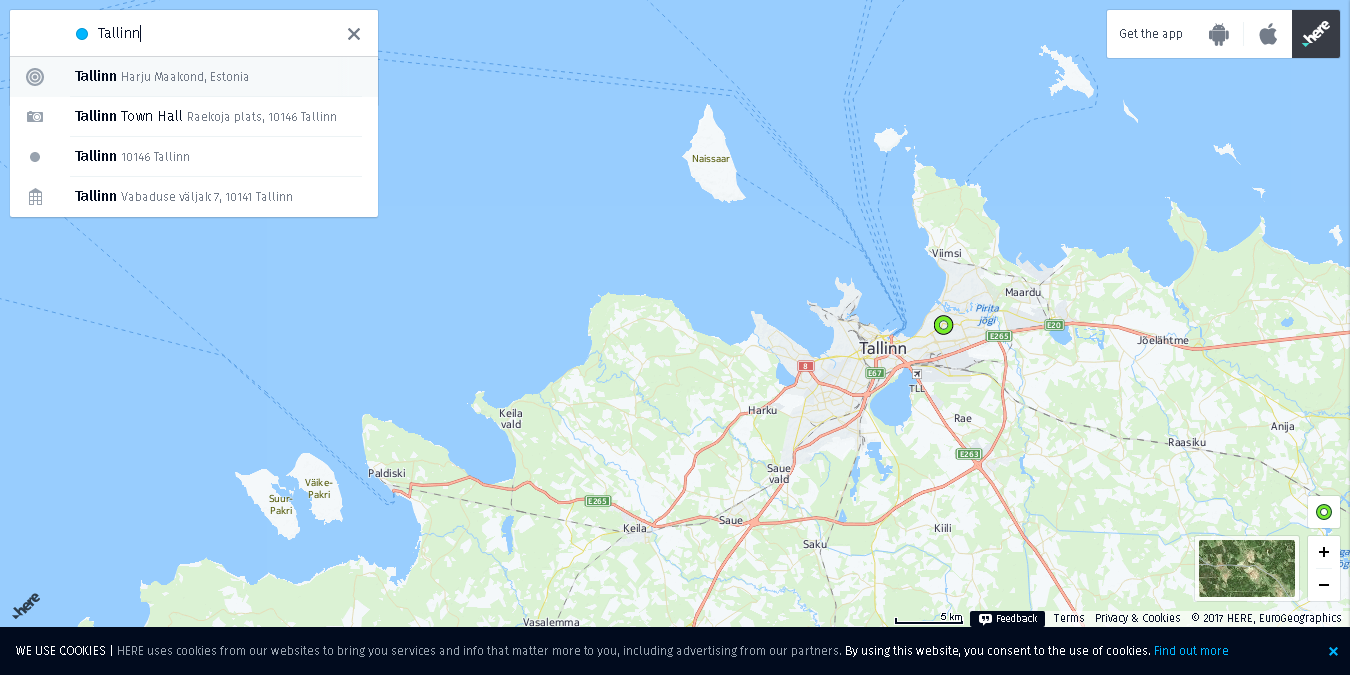 Tallinn
Tallinn Harju Maakond, Estonia
Tallinn Town Hall Raekoja plats, 10146 Tallinn
Tallinn 10146 Tallinn
Tallinn Vabaduse väljak 7, 10141 Tallinn
Get the app
here
Naissaar
Viimsi
Maardu
Pirita
jõgi
E20
E265
Jõelähtme
Tallinn
8
E67
TLL
Harku
Rae
Keila
vald
Anija
Raasiku
E263
Saue
vald
Paldiski
Väike-
Pakri
Suur-
Pakri
E265
Keila
Saue
Kiili
Saku
Vasalemma
here
5 km
Feedback
Terms
Privacy & Cookies
© 2017 HERE, EuroGeographics
WE USE COOKIES | HERE uses cookies from our websites to bring you services and info that matter more to you, including advertising from our partners. By using this website, you consent to the use of cookies. Find out more